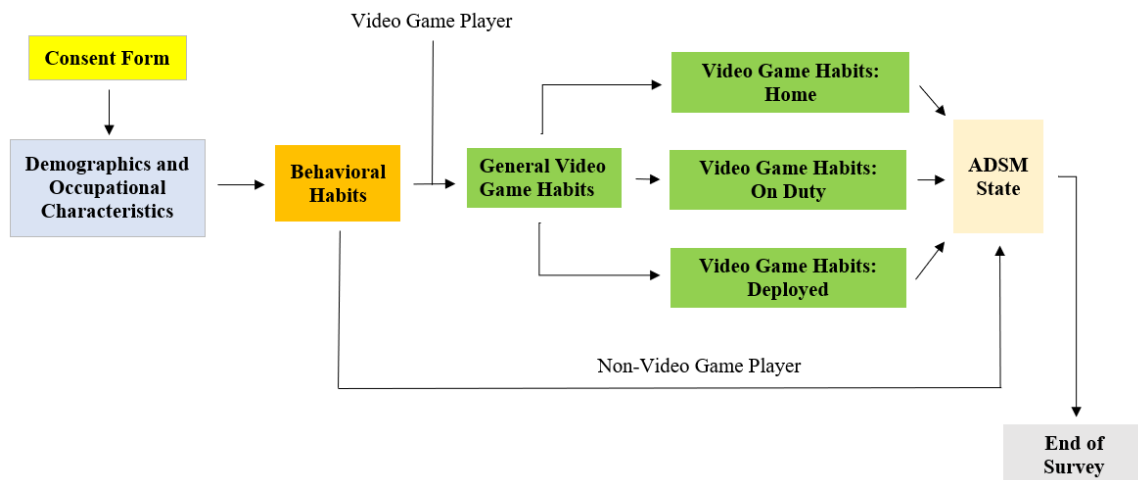 Video Game Player
Consent Form
Demographics and
Occupational
Characteristics
Behavioral
Habits
General Video
Game Habits
Video Game Habits:
Home
Video Game Habits:
On Duty
Video Game Habits:
Deployed
ADSM
State
Non-Video Game Player
End of
Survey